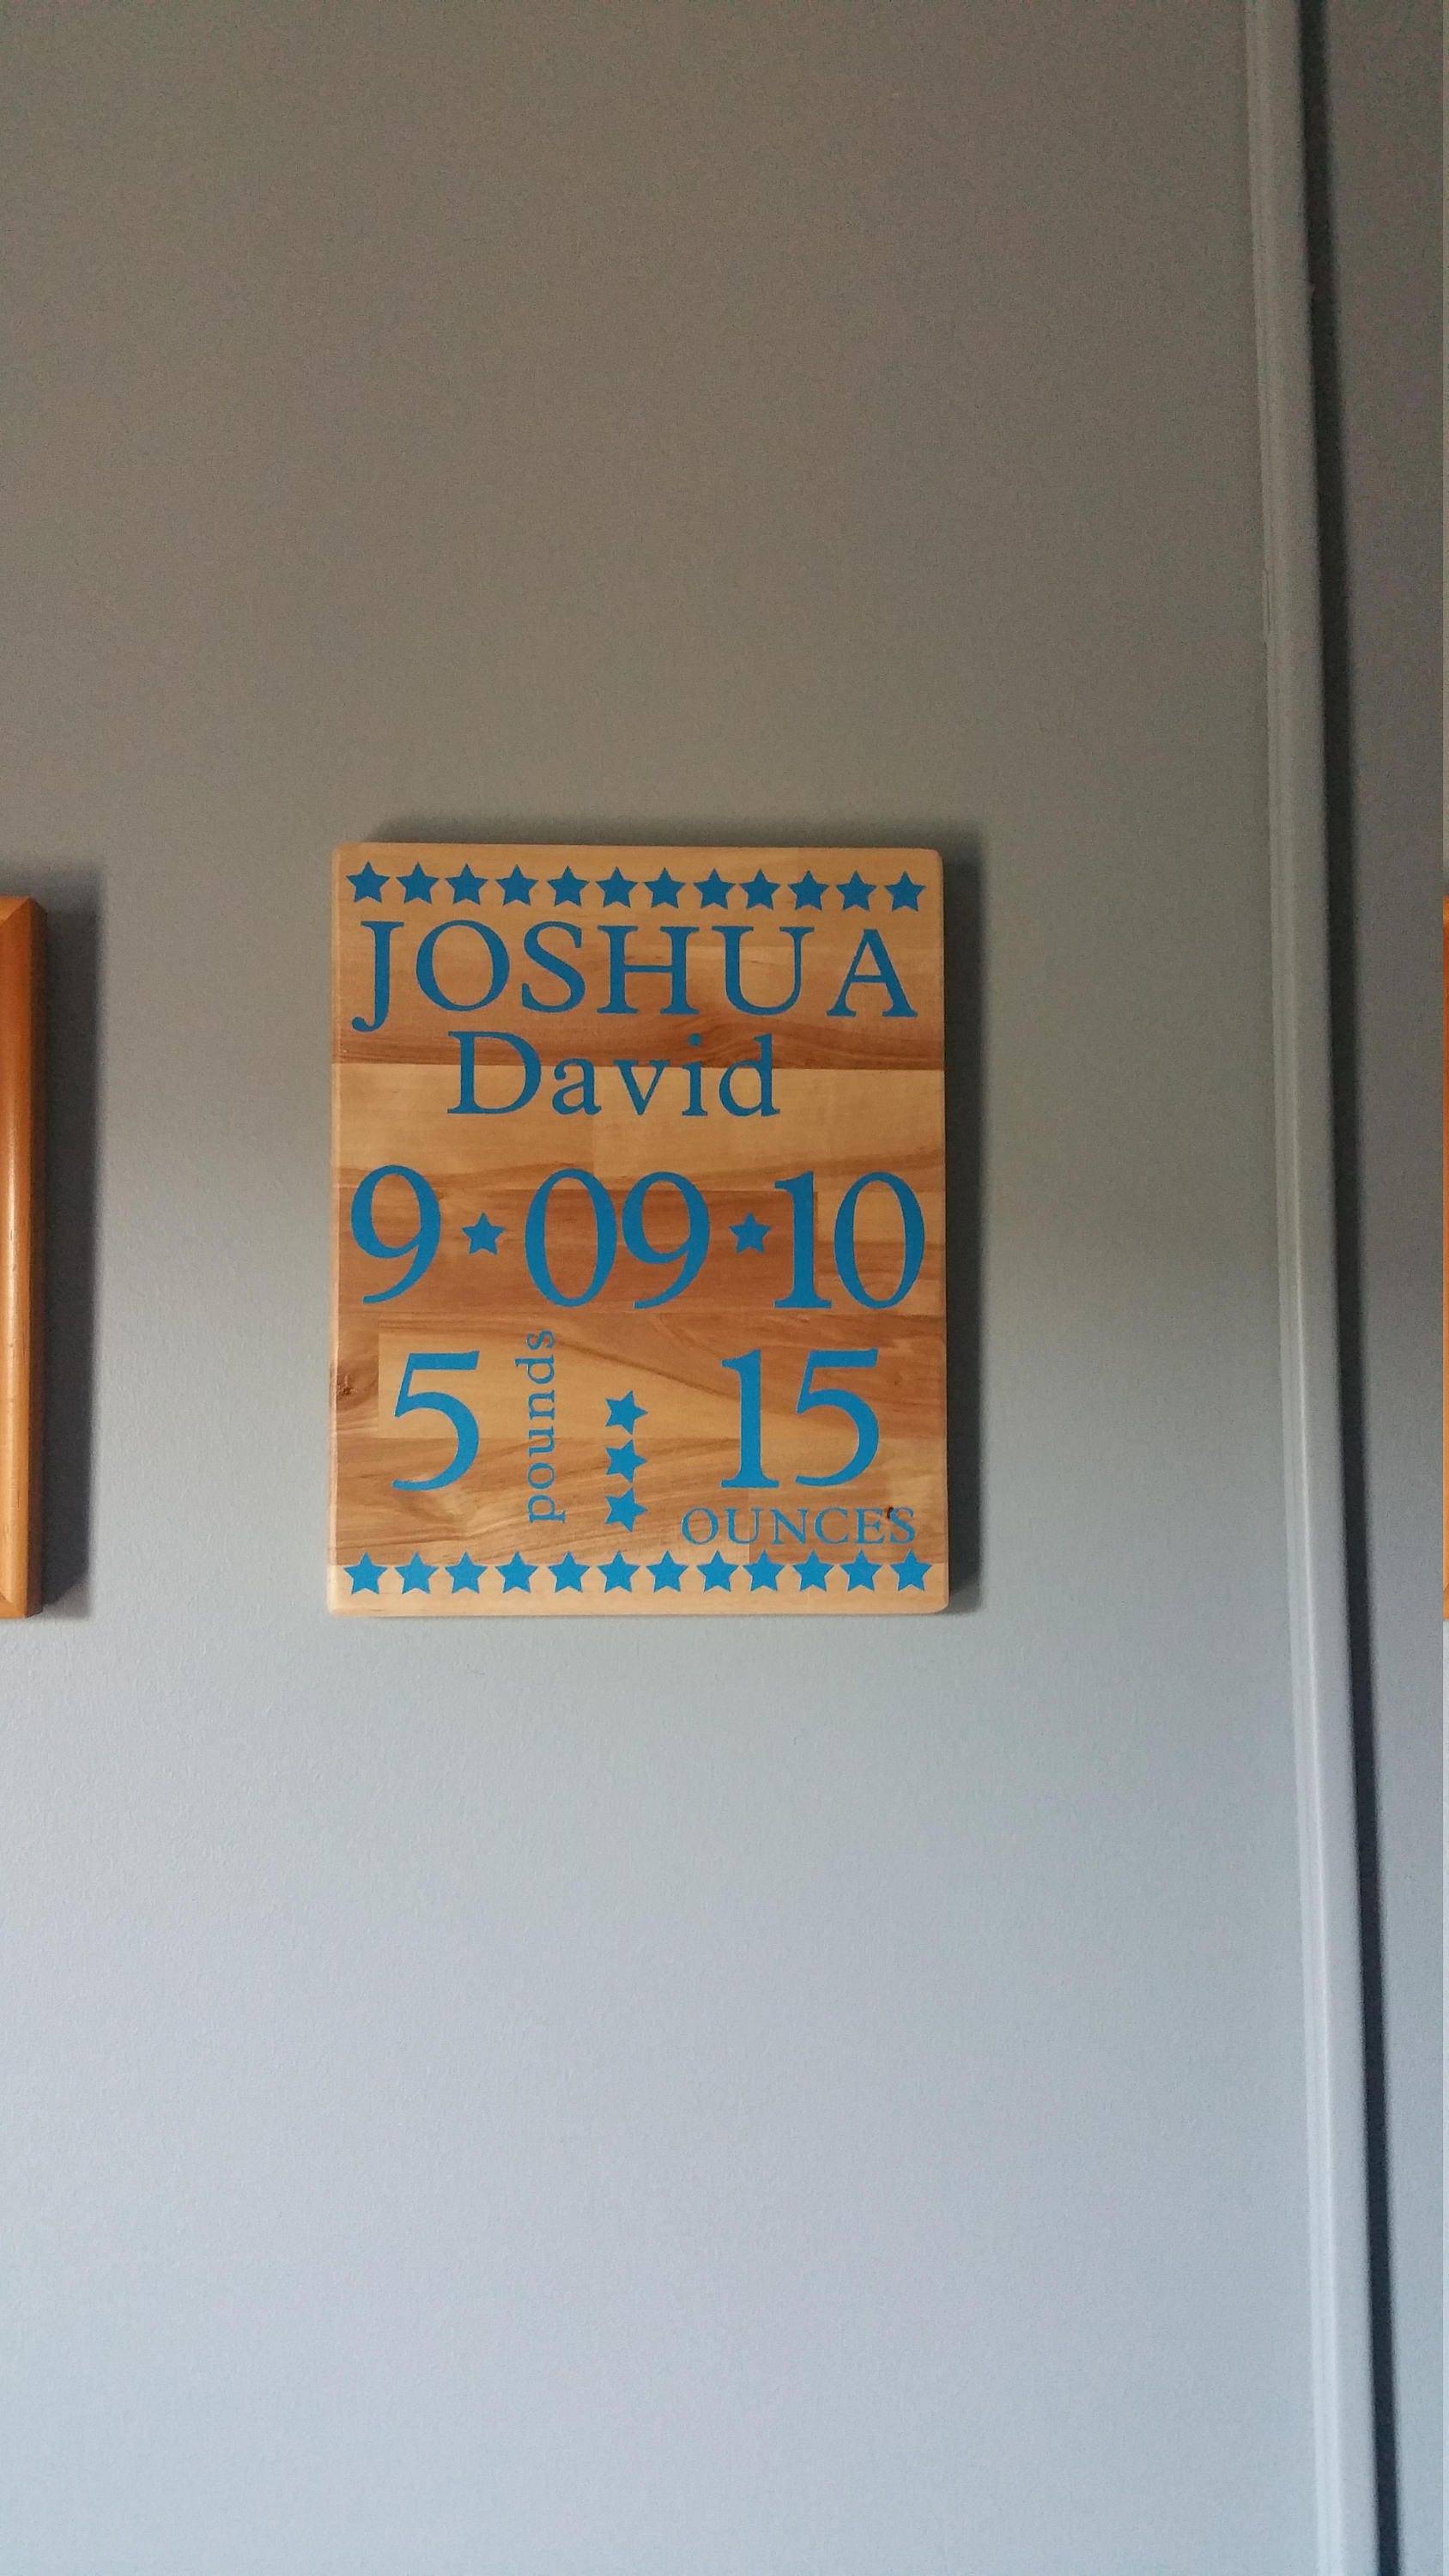 JOSHUA
David
9★09★10
5 pounds
15
OUNCES